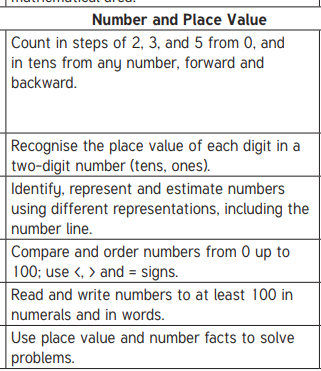 mathematical area.
Number and Place Value
Count in steps of 2, 3, and 5 from 0, and
in tens from any number, forward and
backward.
Recognise the place value of each digit in a
two-digit number (tens, ones).
Identify, represent and estimate numbers
using different representations, including the
number line.
Compare and order numbers from 0 up to
100; use <, > and = signs.
Read and write numbers to at least 100 in
numerals and in words.
Use place value and number facts to solve
problems.